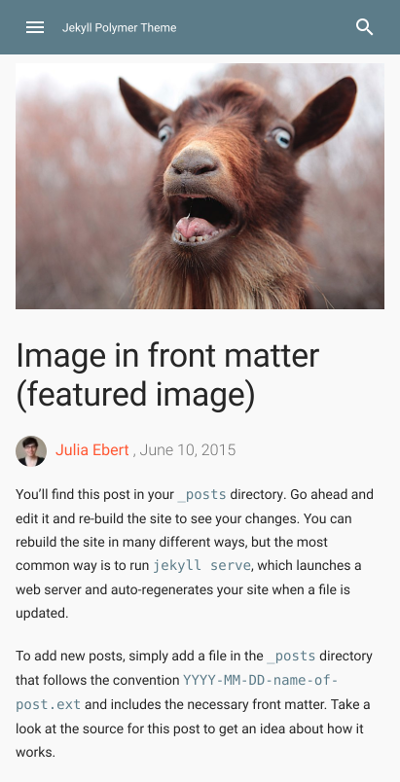 Jekyll Polymer Theme
Image in front matter
(featured image)
Julia Ebert , June 10, 2015
You’ll find this post in your _posts directory. Go ahead and
edit it and re-build the site to see your changes. You can
rebuild the site in many different ways, but the most
common way is to run jekyll serve, which launches a
web server and auto-regenerates your site when a file is
updated.
To add new posts, simply add a file in the _posts directory
that follows the convention YYYY-MM-DD-name-of-
post.ext and includes the necessary front matter. Take a
look at the source for this post to get an idea about how it
works.